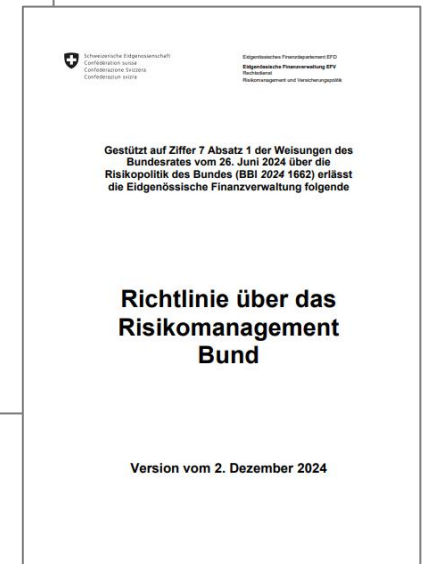 Schweizerische Eidgenossenschaft
Confédération suisse
Confederazione Svizzera
Confederaziun svizra
Eidgenössisches Finanzdepartement EFD
Eidgenössische Finanzverwaltung EFV
Rechtsdienst
Risikomanagement und Versicherungspolitik
Gestützt auf Ziffer 7 Absatz 1 der Weisungen des
Bundesrates vom 26. Juni 2024 über die
Risikopolitik des Bundes (BBl 2024 1662) erlässt
die Eidgenössische Finanzverwaltung folgende
Richtlinie über das
Risikomanagement
Bund
Version vom 2. Dezember 2024